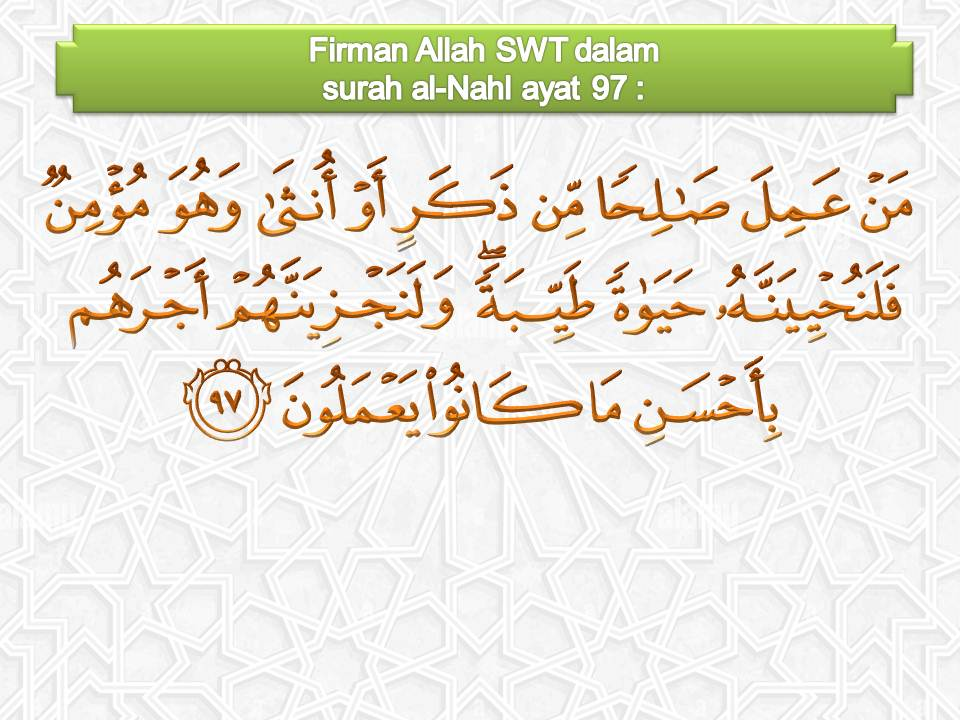 Firman Allah SWT dalam
surah al-Nahl ayat 97 :
مَنۡ عَمِلَ صَٰلِحٗا مِّن ذَكَرٍ أَوۡ أُنثَىٰ وَهُوَ مُؤۡمِنٞ
فَلَنُحۡيِيَنَّهُۥ حَيَوٰةٗ طَيِّبَةٗۖ وَلَنَجۡزِيَنَّهُمۡ أَجۡرَهُم
بِأَحۡسَنِ مَا كَانُواْ يَعۡمَلُونَ ٩٧